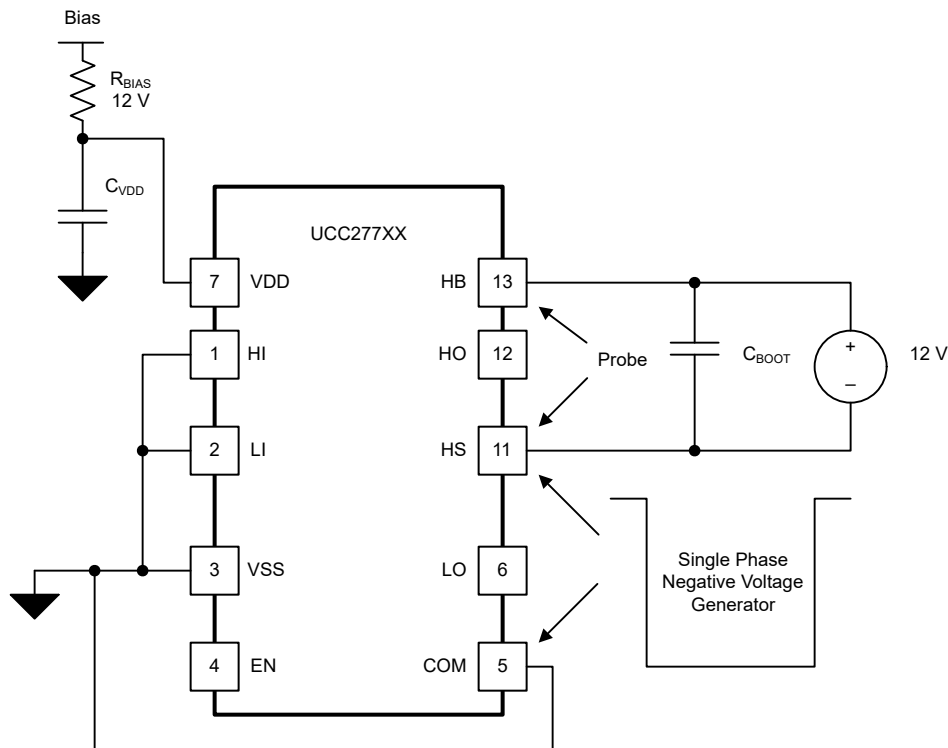 Bias
R_BIAS
12 V
C_VDD
UCC277XX
7 VDD
HB 13
1 HI
HO 12
Probe
C_BOOT
+
–
12 V
2 LI
HS 11
3 VSS
LO 6
Single Phase
Negative Voltage
Generator
4 EN
COM 5